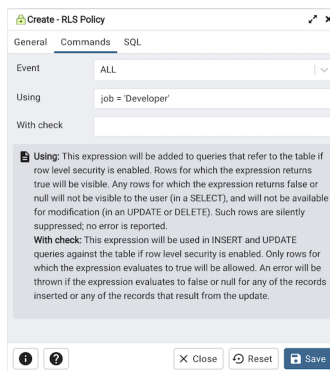 Create - RLS Policy
General Commands SQL
Event ALL
Using job = 'Developer'
With check
Using: This expression will be added to queries that refer to the table if
row level security is enabled. Rows for which the expression returns
true will be visible. Any rows for which the expression returns false or
null will not be visible to the user (in a SELECT), and will not be available
for modification (in an UPDATE or DELETE). Such rows are silently
suppressed; no error is reported.
With check: This expression will be used in INSERT and UPDATE
queries against the table if row level security is enabled. Only rows for
which the expression evaluates to true will be allowed. An error will be
thrown if the expression evaluates to false or null for any of the records
inserted or any of the records that result from the update.
Close Reset Save